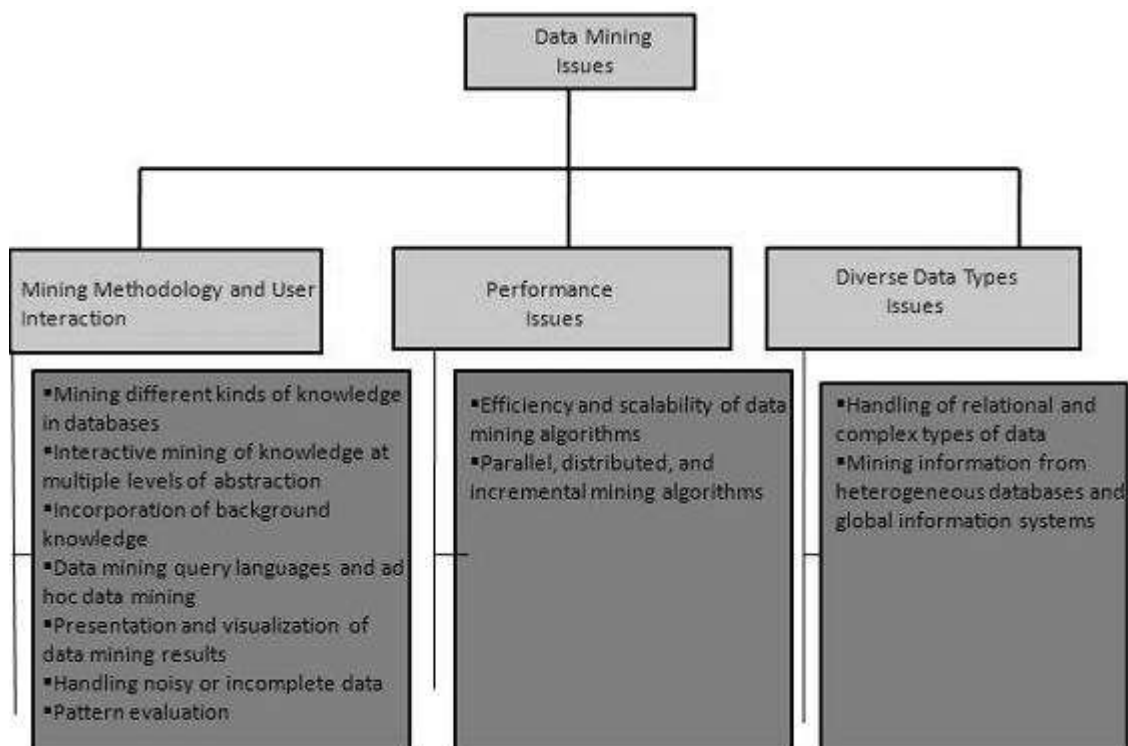 Data Mining
Issues
Mining Methodology and User
Interaction
▪Mining different kinds of knowledge
in databases
▪Interactive mining of knowledge at
multiple levels of abstraction
▪Incorporation of background
knowledge
▪Data mining query languages and ad
hoc data mining
▪Presentation and visualization of
data mining results
▪Handling noisy or incomplete data
▪Pattern evaluation
Performance
Issues
▪Efficiency and scalability of data
mining algorithms
▪Parallel, distributed, and
incremental mining algorithms
Diverse Data Types
Issues
▪Handling of relational and
complex types of data
▪Mining information from
heterogeneous databases and
global information systems